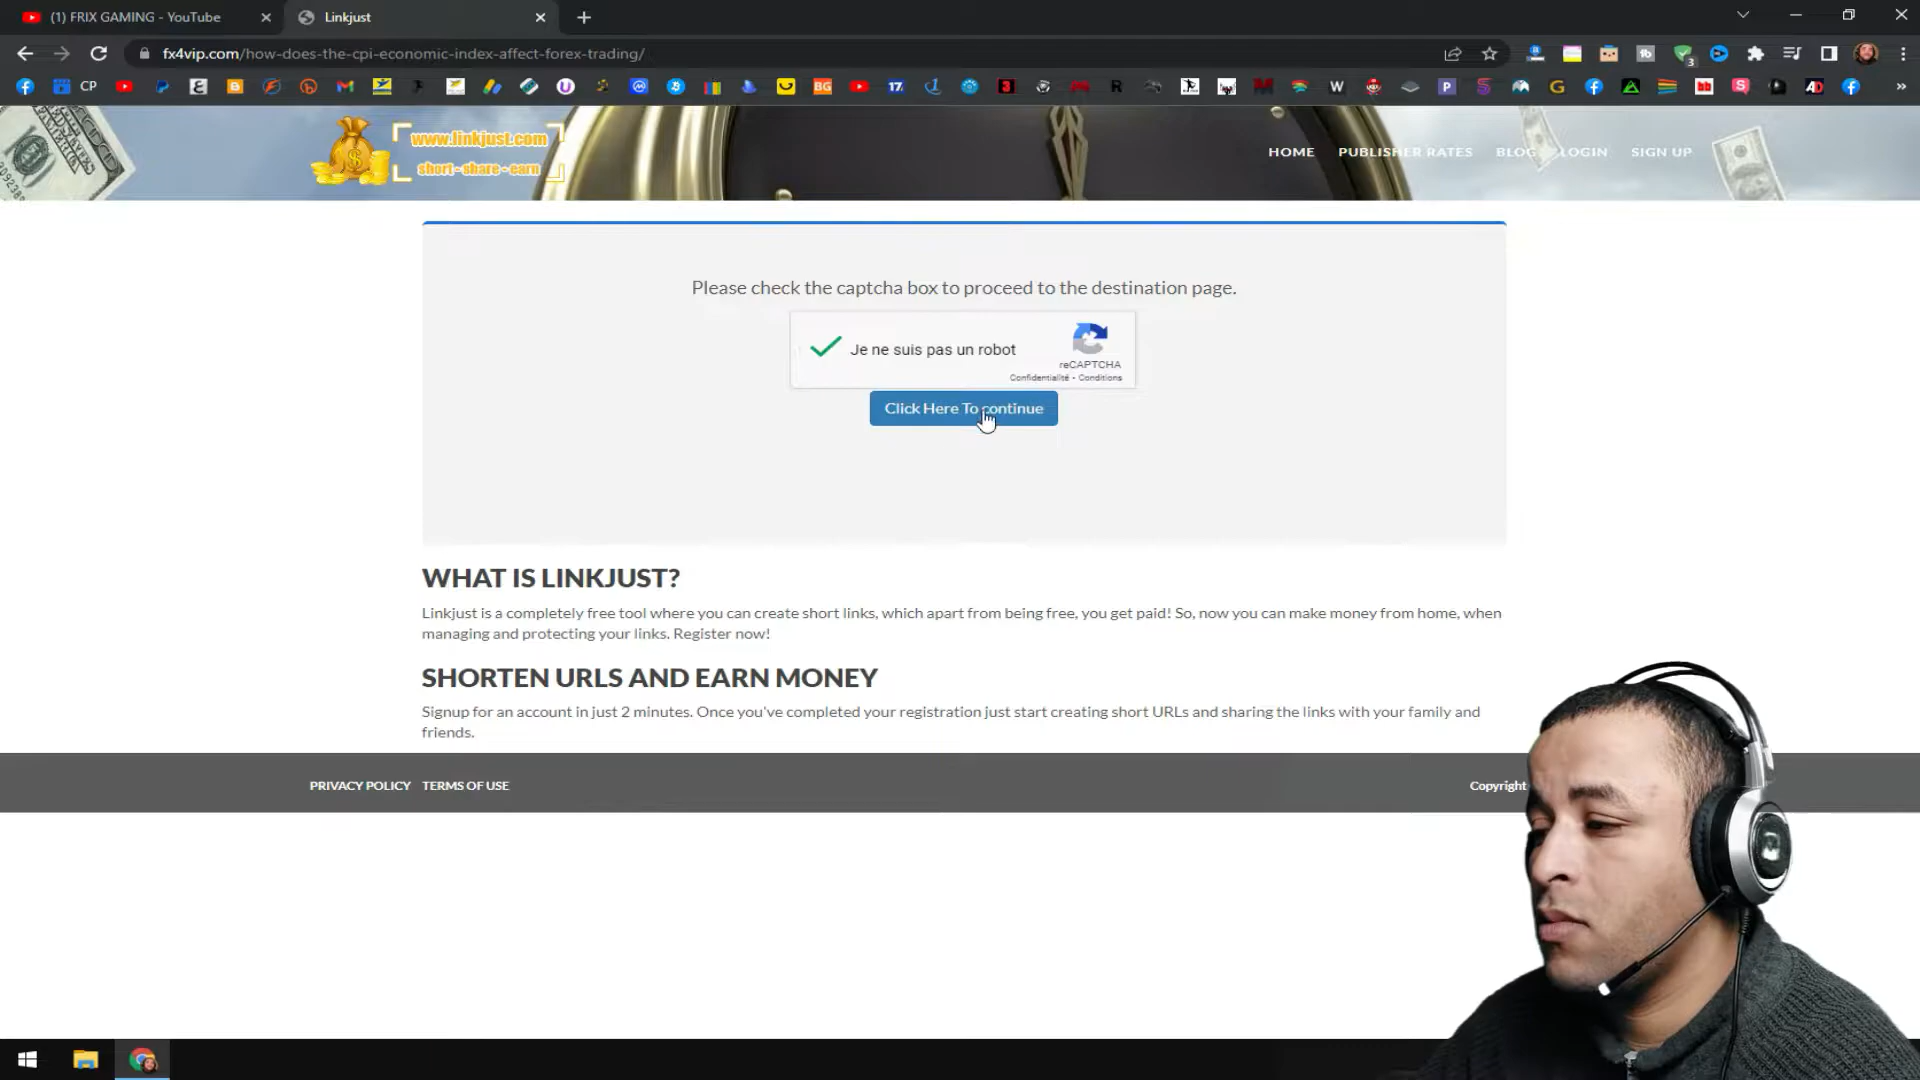 (1) FRIX GAMING - YouTube
Linkjust
fx4vip.com/how-does-the-cpi-economic-index-affect-forex-trading/
CP
www.linkjust.com
short - share - earn
HOME
PUBLISHER RATES
BLOG
LOGIN
SIGN UP
Please check the captcha box to proceed to the destination page.
Je ne suis pas un robot
reCAPTCHA
Confidentialité - Conditions
Click Here To continue
WHAT IS LINKJUST?
Linkjust is a completely free tool where you can create short links, which apart from being free, you get paid! So, now you can make money from home, when
managing and protecting your links. Register now!
SHORTEN URLS AND EARN MONEY
Signup for an account in just 2 minutes. Once you've completed your registration just start creating short URLs and sharing the links with your family and
friends.
PRIVACY POLICY
TERMS OF USE
Copyright